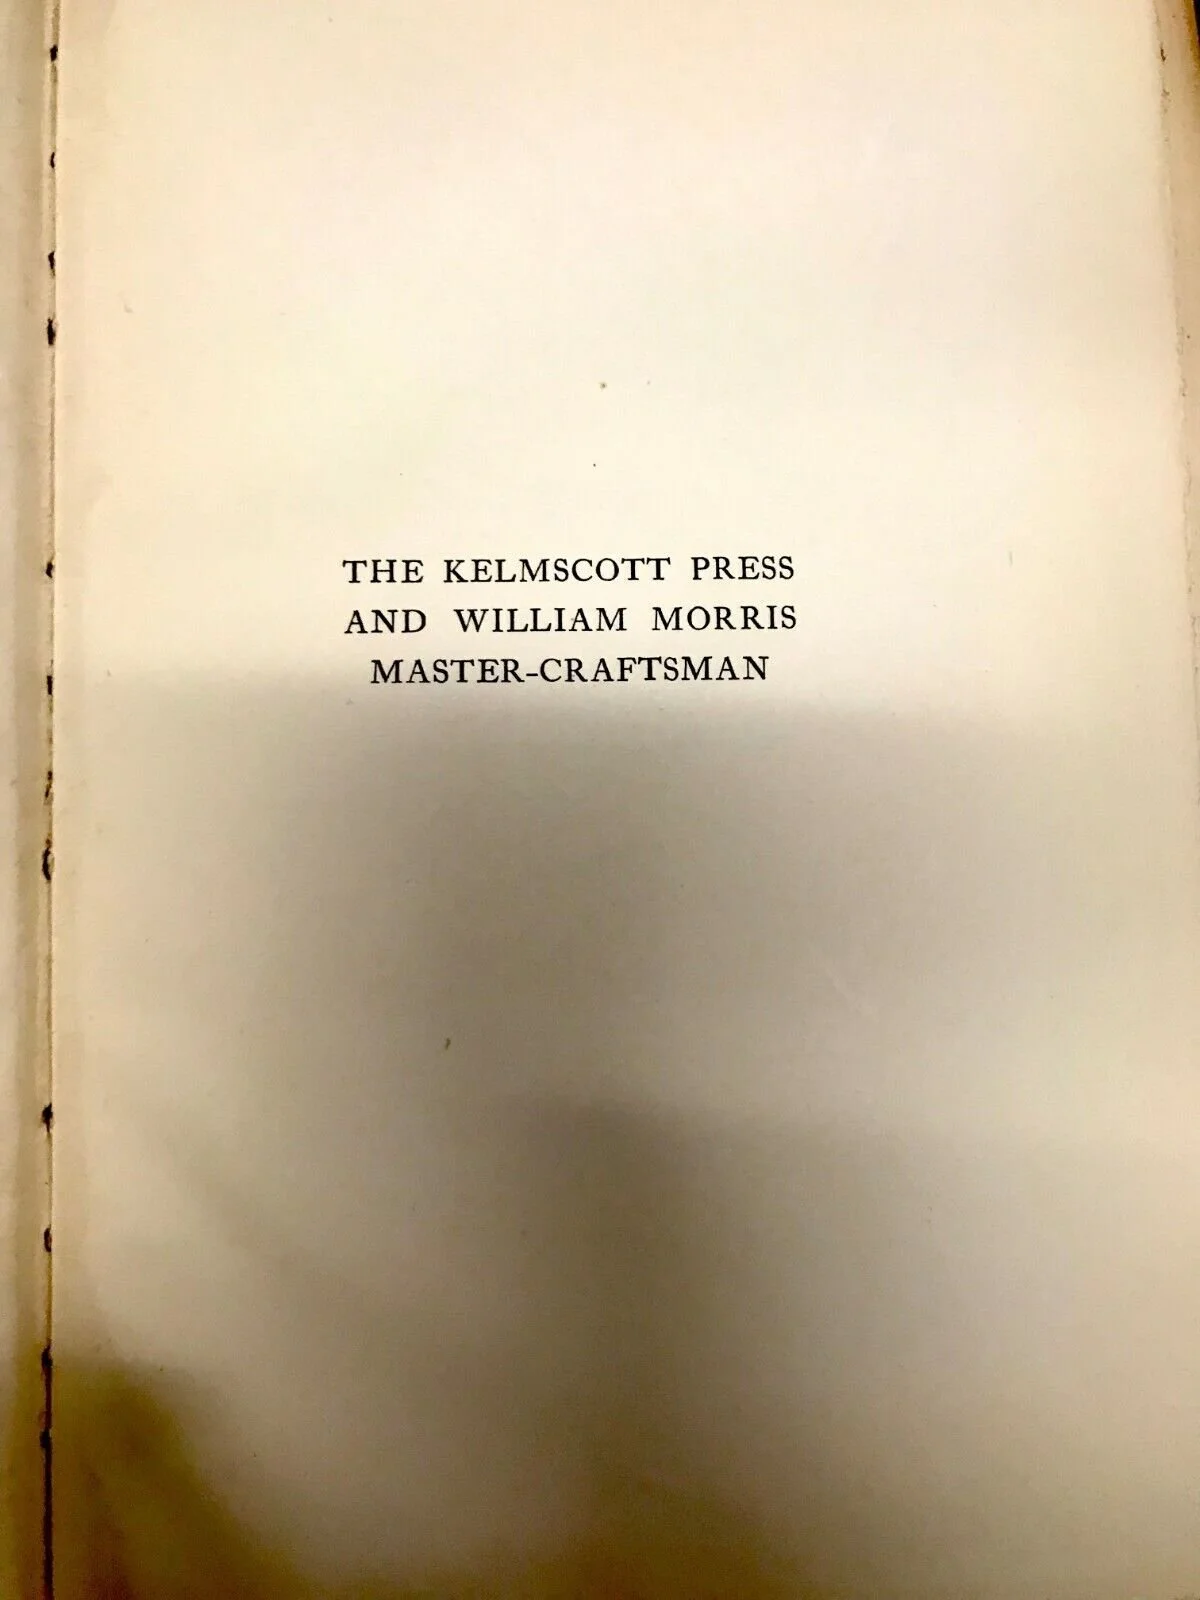 THE KELMSCOTT PRESS
AND WILLIAM MORRIS
MASTER-CRAFTSMAN